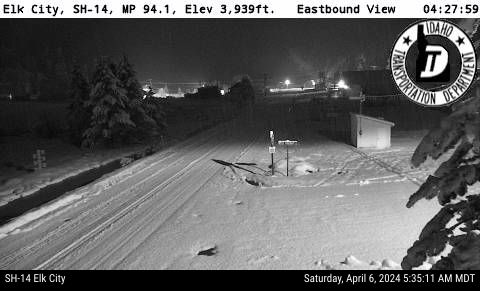 Elk City, SH-14, MP 94.1, Elev 3,939ft. Eastbound View 04:27:59
IDAHO
TRANSPORTATION DEPARTMENT
SH-14 Elk City Saturday, April 6, 2024 5:35:11 AM MDT